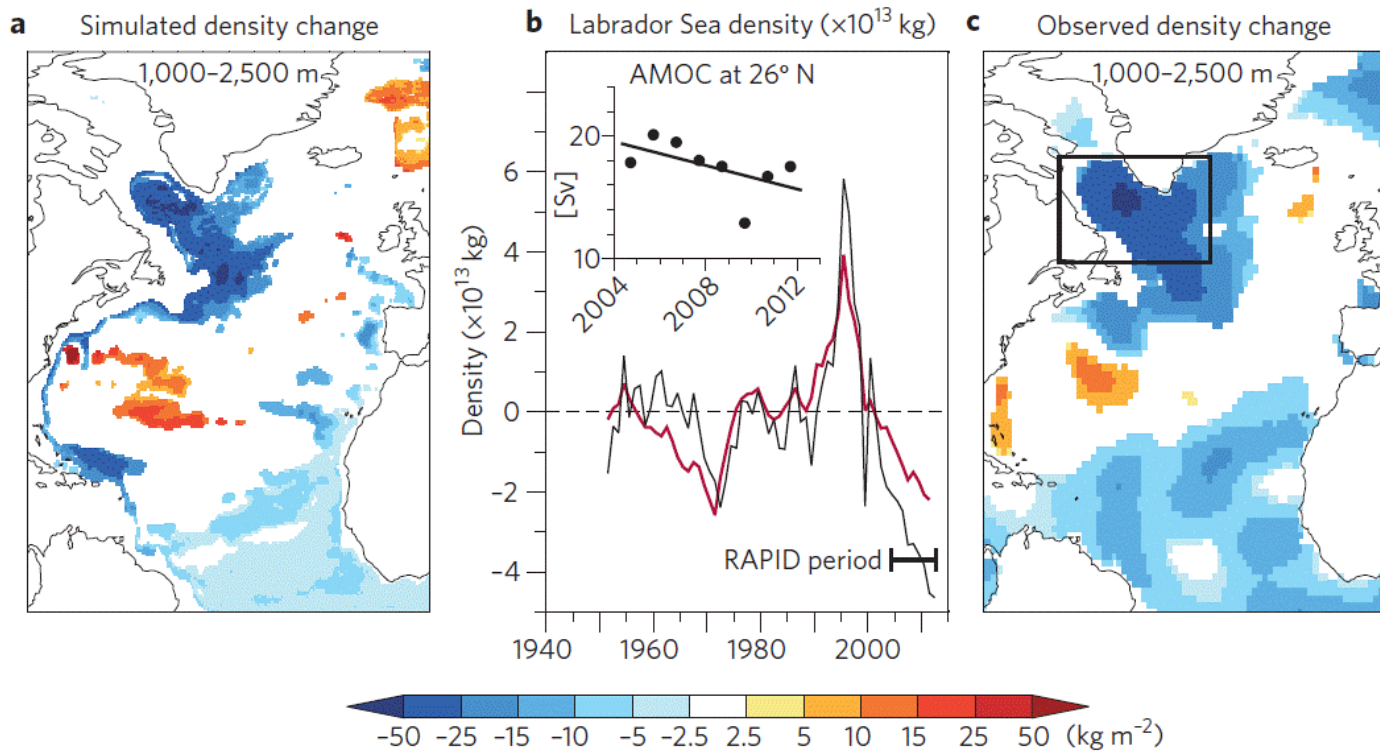 a Simulated density change
1,000–2,500 m
b Labrador Sea density (×10¹³ kg)
AMOC at 26° N
[Sv]
20
10
2004
2008
2012
Density (×10¹³ kg)
6
4
2
0
−2
−4
RAPID period
1940
1960
1980
2000
c Observed density change
1,000–2,500 m
−50 −25 −15 −10 −5 −2.5 2.5 5 10 15 25 50 (kg m⁻²)